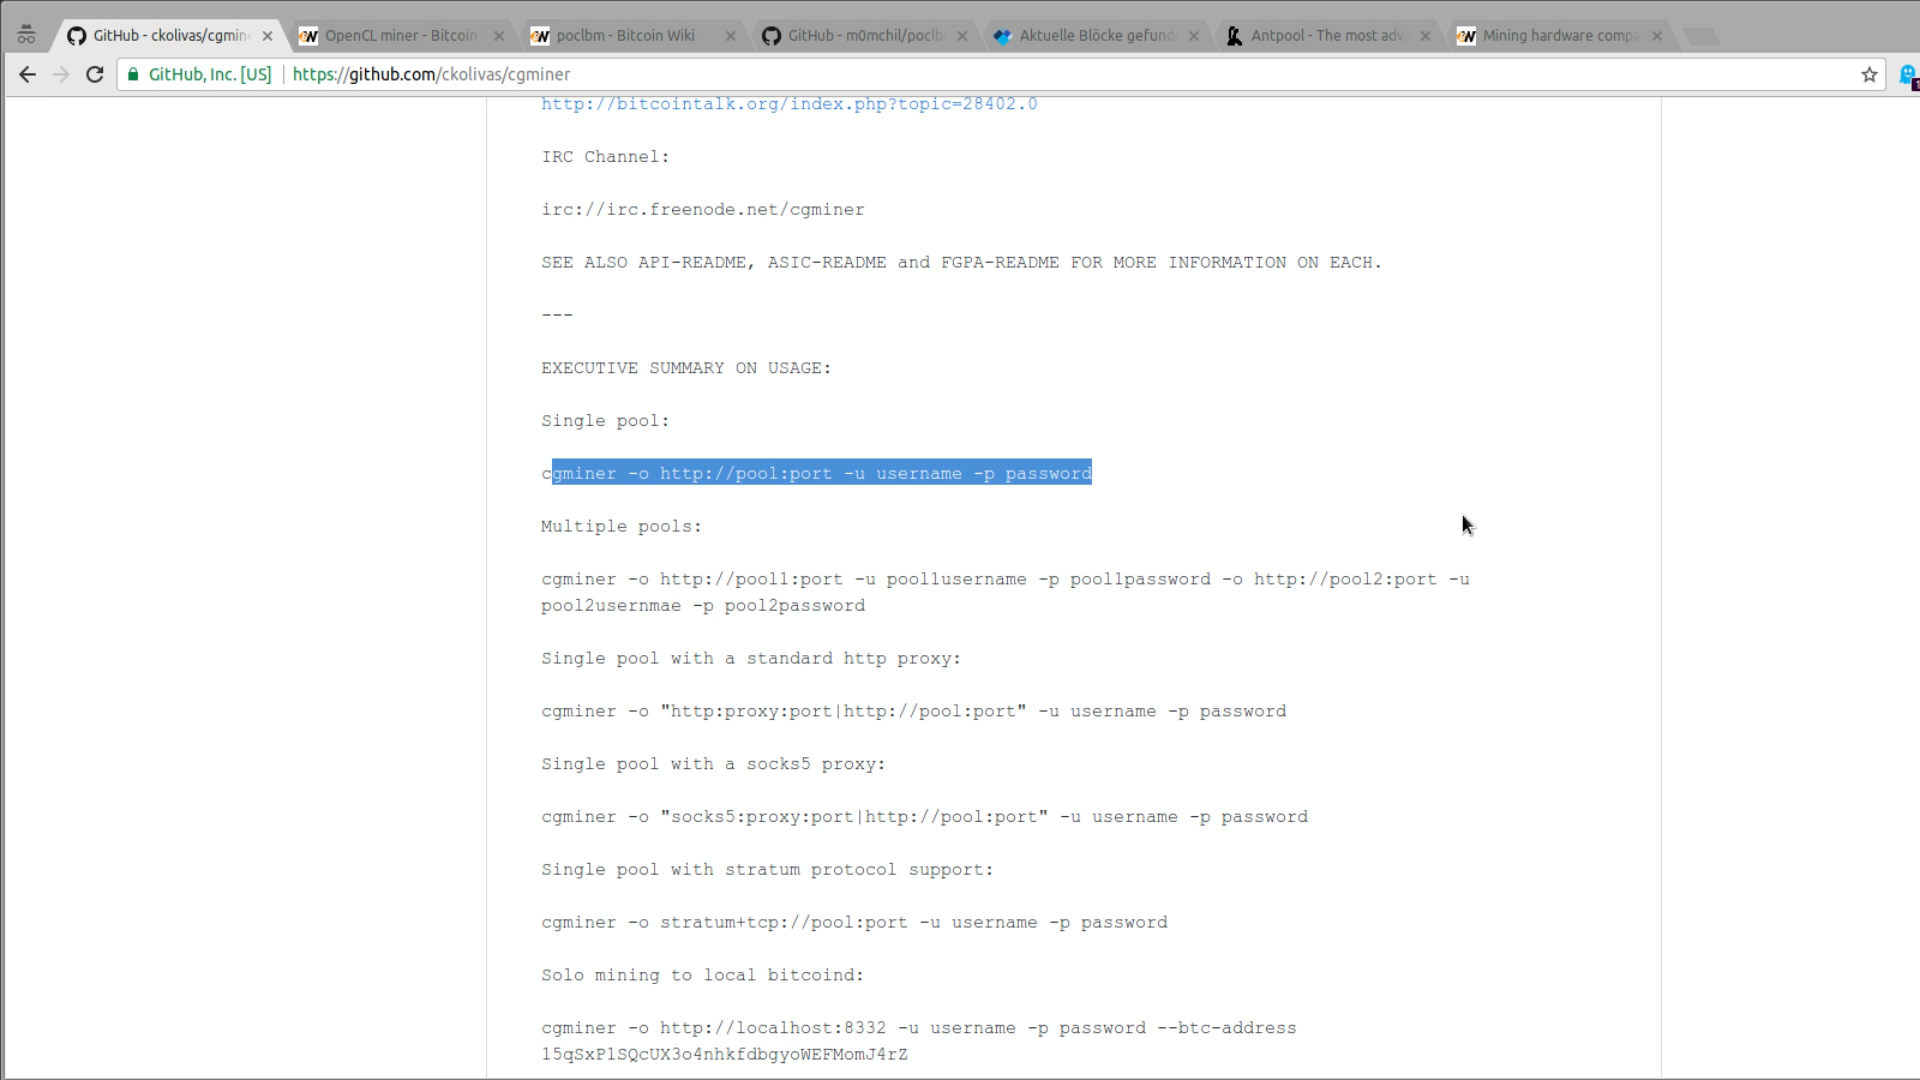 GitHub - ckolivas/cgmine
OpenCL miner - Bitcoin
poclbm - Bitcoin Wiki
GitHub - m0mchil/poclb
Aktuelle Blöcke gefund
Antpool - The most adv
Mining hardware compa
GitHub, Inc. [US]
https://github.com/ckolivas/cgminer
http://bitcointalk.org/index.php?topic=28402.0
IRC Channel:
irc://irc.freenode.net/cgminer
SEE ALSO API-README, ASIC-README and FGPA-README FOR MORE INFORMATION ON EACH.
---
EXECUTIVE SUMMARY ON USAGE:
Single pool:
cgminer -o http://pool:port -u username -p password
Multiple pools:
cgminer -o http://pool1:port -u pool1username -p pool1password -o http://pool2:port -u
pool2usernmae -p pool2password
Single pool with a standard http proxy:
cgminer -o "http:proxy:port|http://pool:port" -u username -p password
Single pool with a socks5 proxy:
cgminer -o "socks5:proxy:port|http://pool:port" -u username -p password
Single pool with stratum protocol support:
cgminer -o stratum+tcp://pool:port -u username -p password
Solo mining to local bitcoind:
cgminer -o http://localhost:8332 -u username -p password --btc-address
15qSxP1SQcUX3o4nhkfdbgyoWEFMomJ4rZ